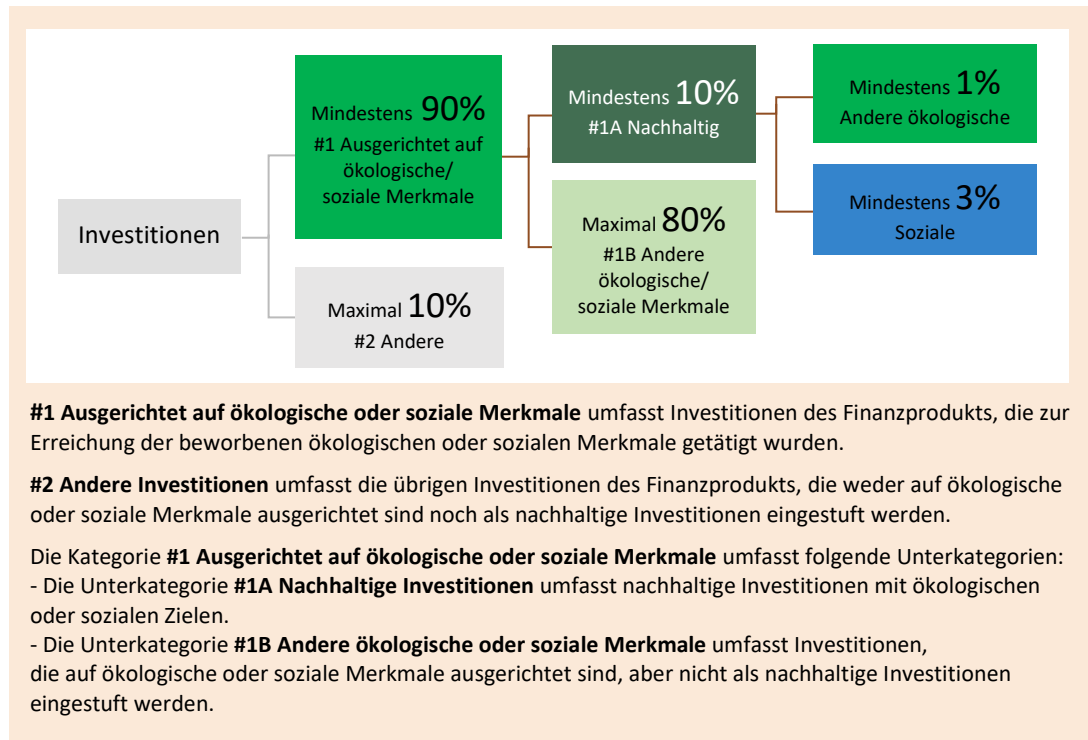 Investitionen
Mindestens 90%
#1 Ausgerichtet auf
ökologische/
soziale Merkmale
Maximal 10%
#2 Andere
Mindestens 10%
#1A Nachhaltig
Maximal 80%
#1B Andere
ökologische/
soziale Merkmale
Mindestens 1%
Andere ökologische
Mindestens 3%
Soziale
#1 Ausgerichtet auf ökologische oder soziale Merkmale umfasst Investitionen des Finanzprodukts, die zur
Erreichung der beworbenen ökologischen oder sozialen Merkmale getätigt wurden.
#2 Andere Investitionen umfasst die übrigen Investitionen des Finanzprodukts, die weder auf ökologische
oder soziale Merkmale ausgerichtet sind noch als nachhaltige Investitionen eingestuft werden.
Die Kategorie #1 Ausgerichtet auf ökologische oder soziale Merkmale umfasst folgende Unterkategorien:
- Die Unterkategorie #1A Nachhaltige Investitionen umfasst nachhaltige Investitionen mit ökologischen
oder sozialen Zielen.
- Die Unterkategorie #1B Andere ökologische oder soziale Merkmale umfasst Investitionen,
die auf ökologische oder soziale Merkmale ausgerichtet sind, aber nicht als nachhaltige Investitionen
eingestuft werden.